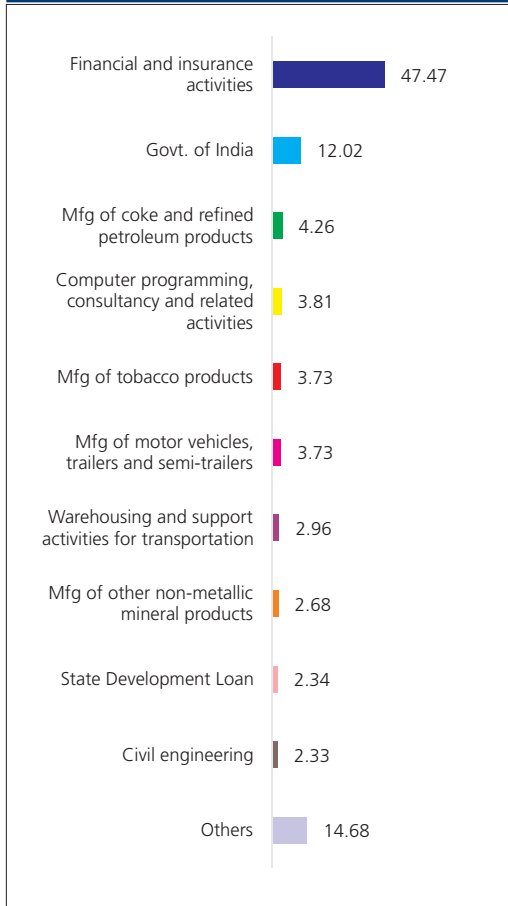 Financial and insurance
activities
47.47
Govt. of India
12.02
Mfg of coke and refined
petroleum products
4.26
Computer programming,
consultancy and related
activities
3.81
Mfg of tobacco products
3.73
Mfg of motor vehicles,
trailers and semi-trailers
3.73
Warehousing and support
activities for transportation
2.96
Mfg of other non-metallic
mineral products
2.68
State Development Loan
2.34
Civil engineering
2.33
Others
14.68